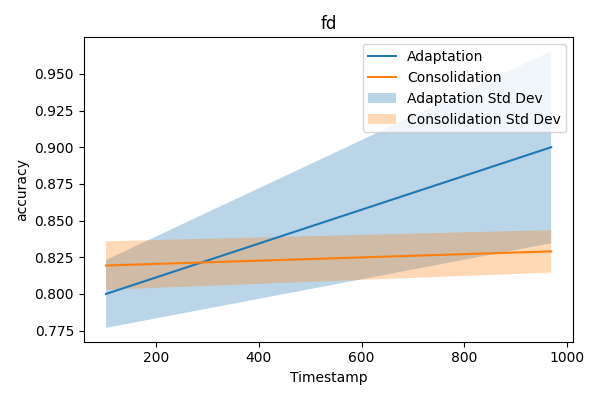 fd
Adaptation
Consolidation
Adaptation Std Dev
Consolidation Std Dev
0.950
0.925
0.900
0.875
0.850
0.825
0.800
0.775
accuracy
200 400 600 800 1000
Timestamp